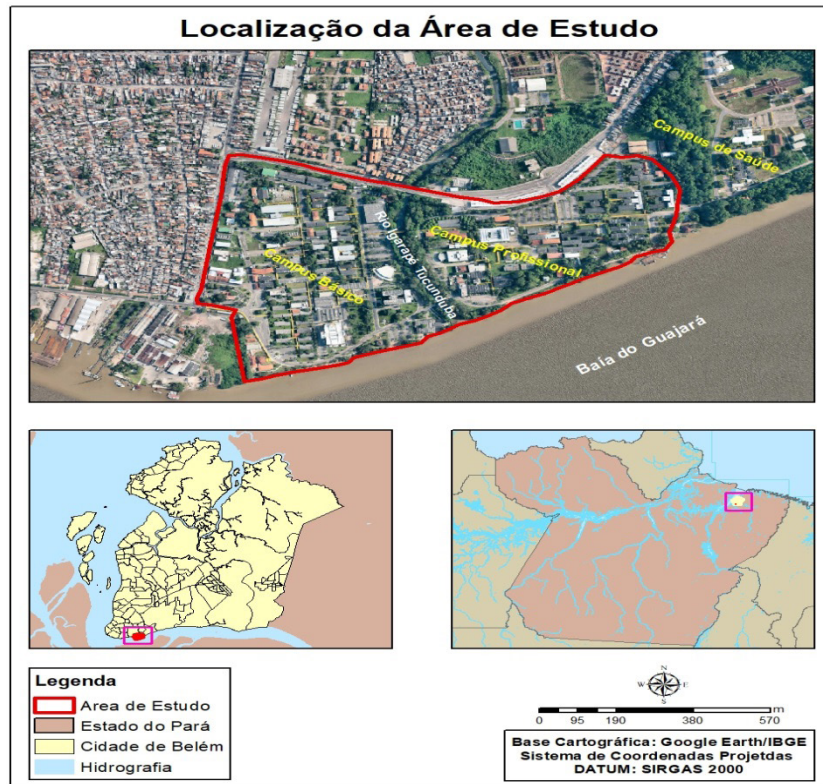 Localização da Área de Estudo
Campus de Saúde
Rio Igarapé Tucunduba
Campus Profissional
Campus Básico
Baía do Guajará
Legenda
Area de Estudo
Estado do Pará
Cidade de Belém
Hidrografia
N
W E
S
m
0 95 190 380 570
Base Cartográfica: Google Earth/IBGE
Sistema de Coordenadas Projetdas
DATUM: SIRGAS 2000